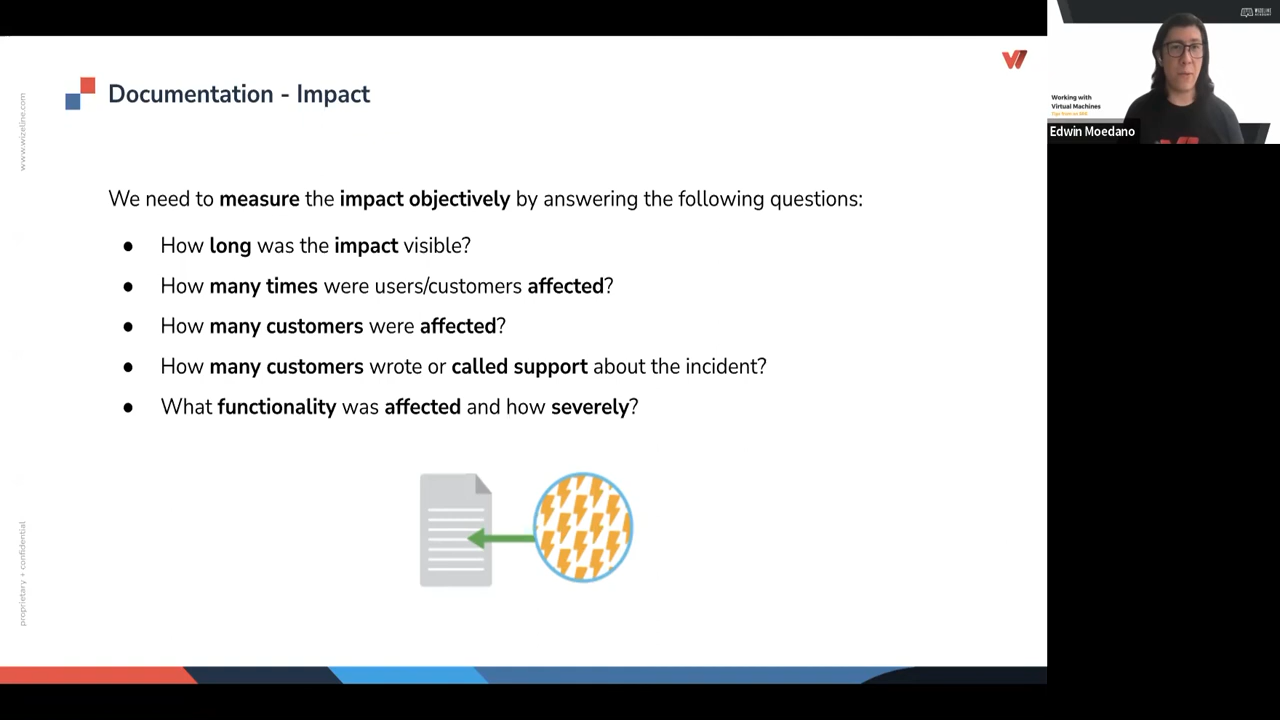 Documentation - Impact
We need to measure the impact objectively by answering the following questions:
● How long was the impact visible?
● How many times were users/customers affected?
● How many customers were affected?
● How many customers wrote or called support about the incident?
● What functionality was affected and how severely?
www.wizeline.com
proprietary + confidential
WIZELINE
ACADEMY
Working with
Virtual Machines
Tips from an SRE
Edwin Moedano